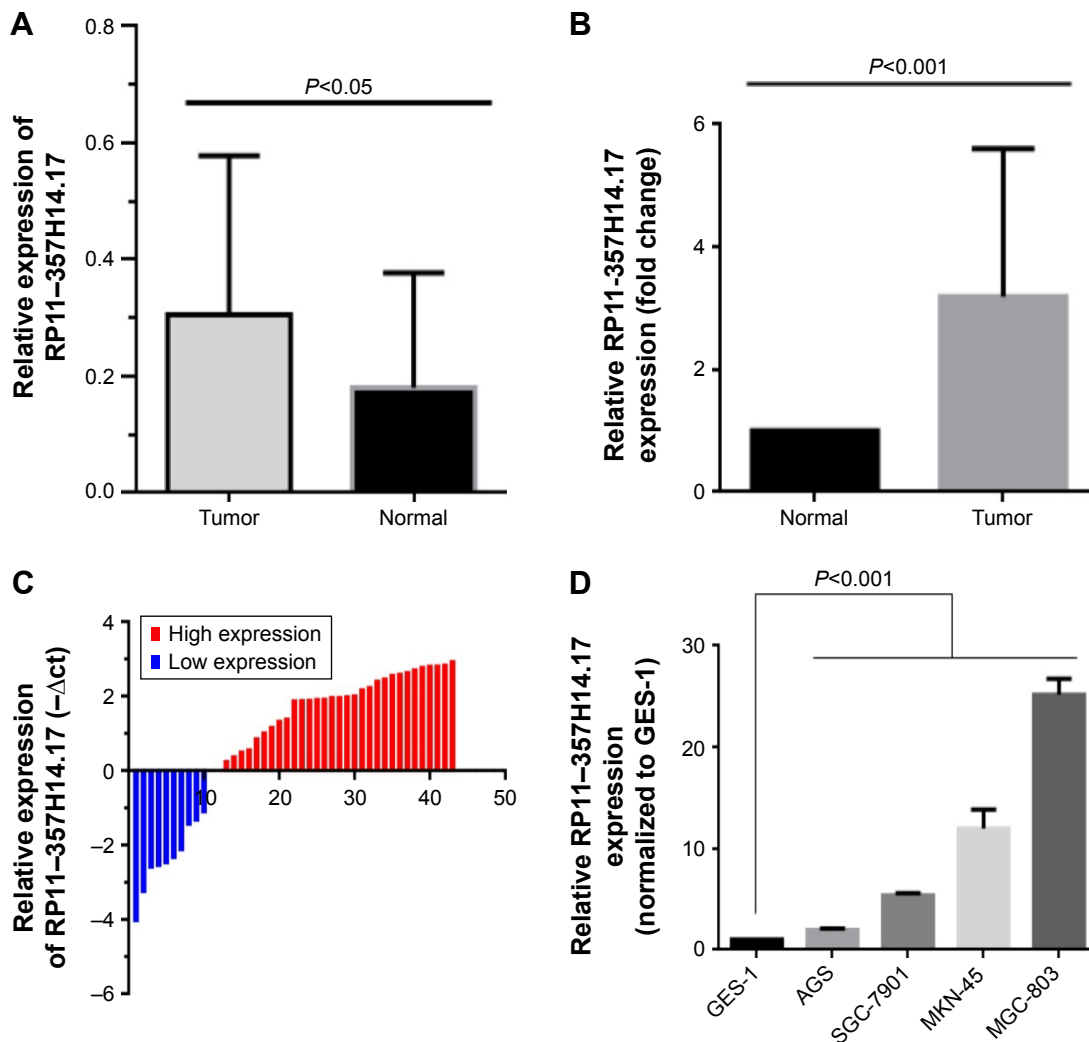 A
Relative expression of
RP11–357H14.17
0.8
0.6
0.4
0.2
0.0
P<0.05
Tumor
Normal
B
Relative RP11-357H14.17
expression (fold change)
P<0.001
6
4
2
0
Normal
Tumor
C
Relative expression
of RP11–357H14.17 (–Δct)
4
2
0
–2
–4
–6
High expression
Low expression
10
20
30
40
50
D
Relative RP11–357H14.17
expression
(normalized to GES-1)
P<0.001
30
20
10
0
GES-1
AGS
SGC-7901
MKN-45
MGC-803